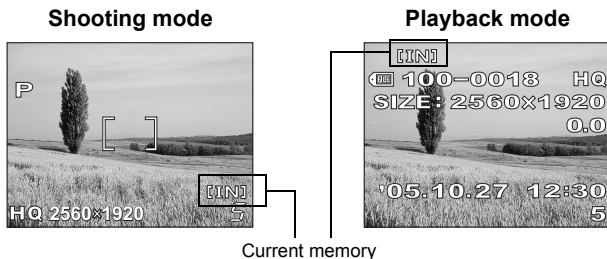 Shooting mode
P
[IN]
HQ 2560×1920
5
Playback mode
[IN]
100-0018 HQ
SIZE: 2560×1920
0.0
'05.10.27 12:30
5
Current memory